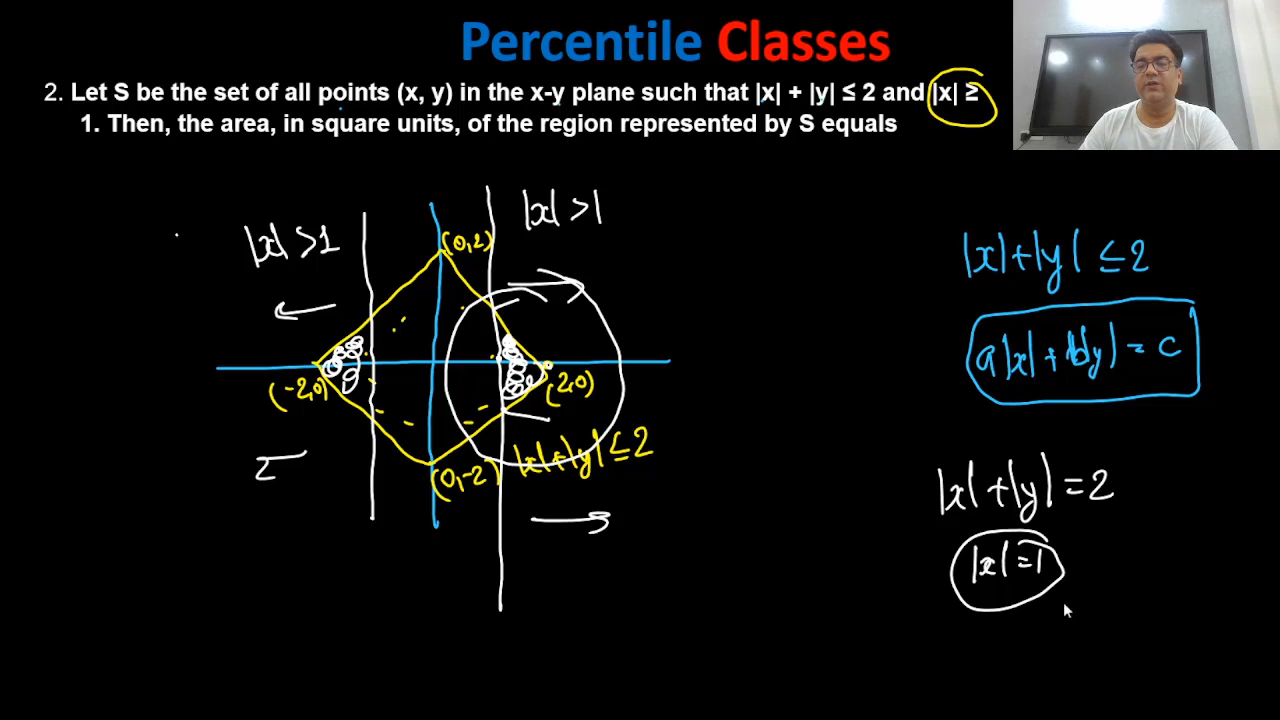 Percentile Classes
2. Let S be the set of all points (x, y) in the x-y plane such that |x| + |y| ≤ 2 and |x| ≥
1. Then, the area, in square units, of the region represented by S equals
|x| >1
|x| >1
(0,2)
|x|+|y| ≤ 2
a|x| + b|y| = c
(-2,0)
(2,0)
|x|+|y| ≤ 2
(0,-2)
|x| + |y| = 2
|x| = 1